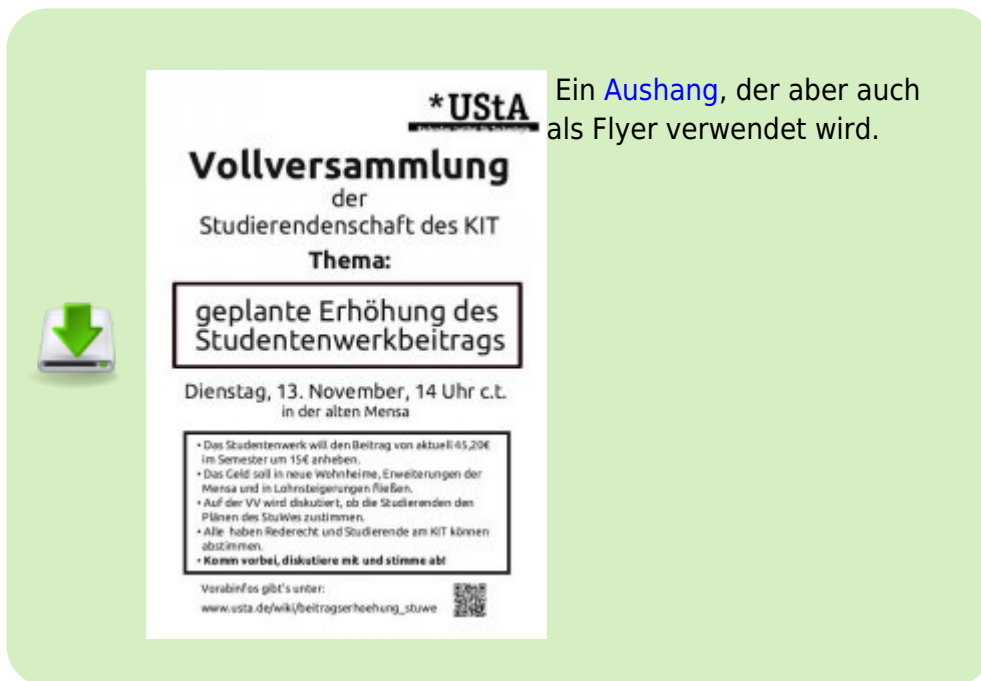 *UStA
Vollversammlung
der
Studierendenschaft des KIT
Thema:
geplante Erhöhung des
Studentenwerkbeitrags
Dienstag, 13. November, 14 Uhr c.t.
in der alten Mensa
• Das Studentenwerk will den Beitrag von aktuell 45,20€
im Semester um 15€ anheben.
• Das Geld soll in neue Wohnheime, Erweiterungen der
Mensa und in Lohnsteigerungen fließen.
• Auf der VV wird diskutiert, ob die Studierenden den
Plänen des StuWes zustimmen.
• Alle haben Rederecht und Studierende am KIT können
abstimmen.
• Komm vorbei, diskutiere mit und stimme ab!
Vorabinfos gibt's unter:
www.usta.de/wiki/beitragserhoehung_stuwe
Ein Aushang, der aber auch
als Flyer verwendet wird.